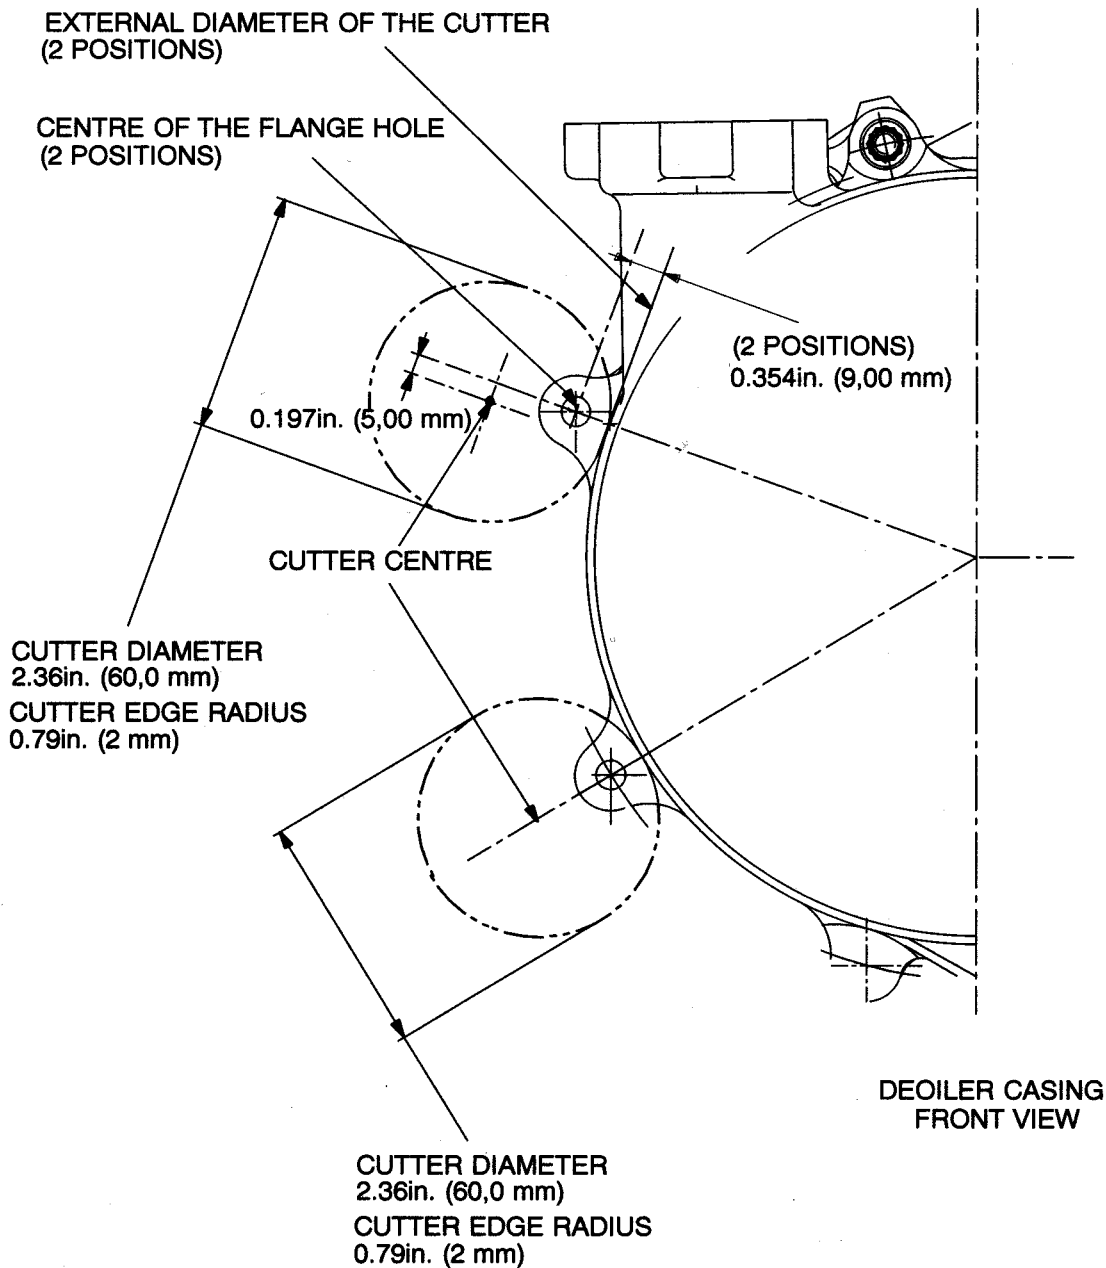 EXTERNAL DIAMETER OF THE CUTTER
(2 POSITIONS)
CENTRE OF THE FLANGE HOLE
(2 POSITIONS)
(2 POSITIONS)
0.354in. (9,00 mm)
0.197in. (5,00 mm)
CUTTER CENTRE
CUTTER DIAMETER
2.36in. (60,0 mm)
CUTTER EDGE RADIUS
0.79in. (2 mm)
DEOILER CASING
FRONT VIEW
CUTTER DIAMETER
2.36in. (60,0 mm)
CUTTER EDGE RADIUS
0.79in. (2 mm)